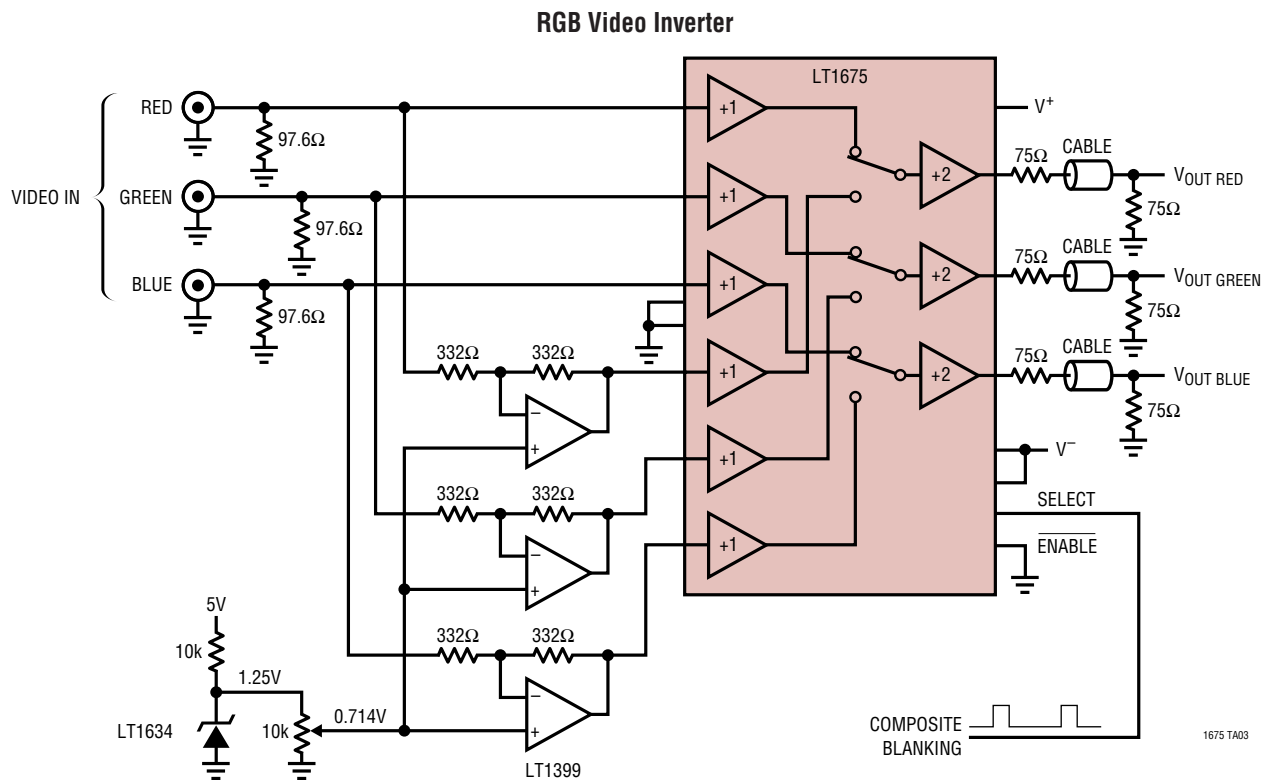 RGB Video Inverter
LT1675
RED
97.6Ω
+1
V+
VIDEO IN
GREEN
97.6Ω
+1
+2
75Ω
CABLE
VOUT RED
75Ω
BLUE
97.6Ω
+1
+2
75Ω
CABLE
VOUT GREEN
75Ω
332Ω
332Ω
+1
+2
75Ω
CABLE
VOUT BLUE
75Ω
−
+
+1
V−
332Ω
332Ω
SELECT
−
+
+1
ENABLE
5V
10k
1.25V
332Ω
332Ω
LT1634
10k
0.714V
−
+
LT1399
COMPOSITE
BLANKING
1675 TA03